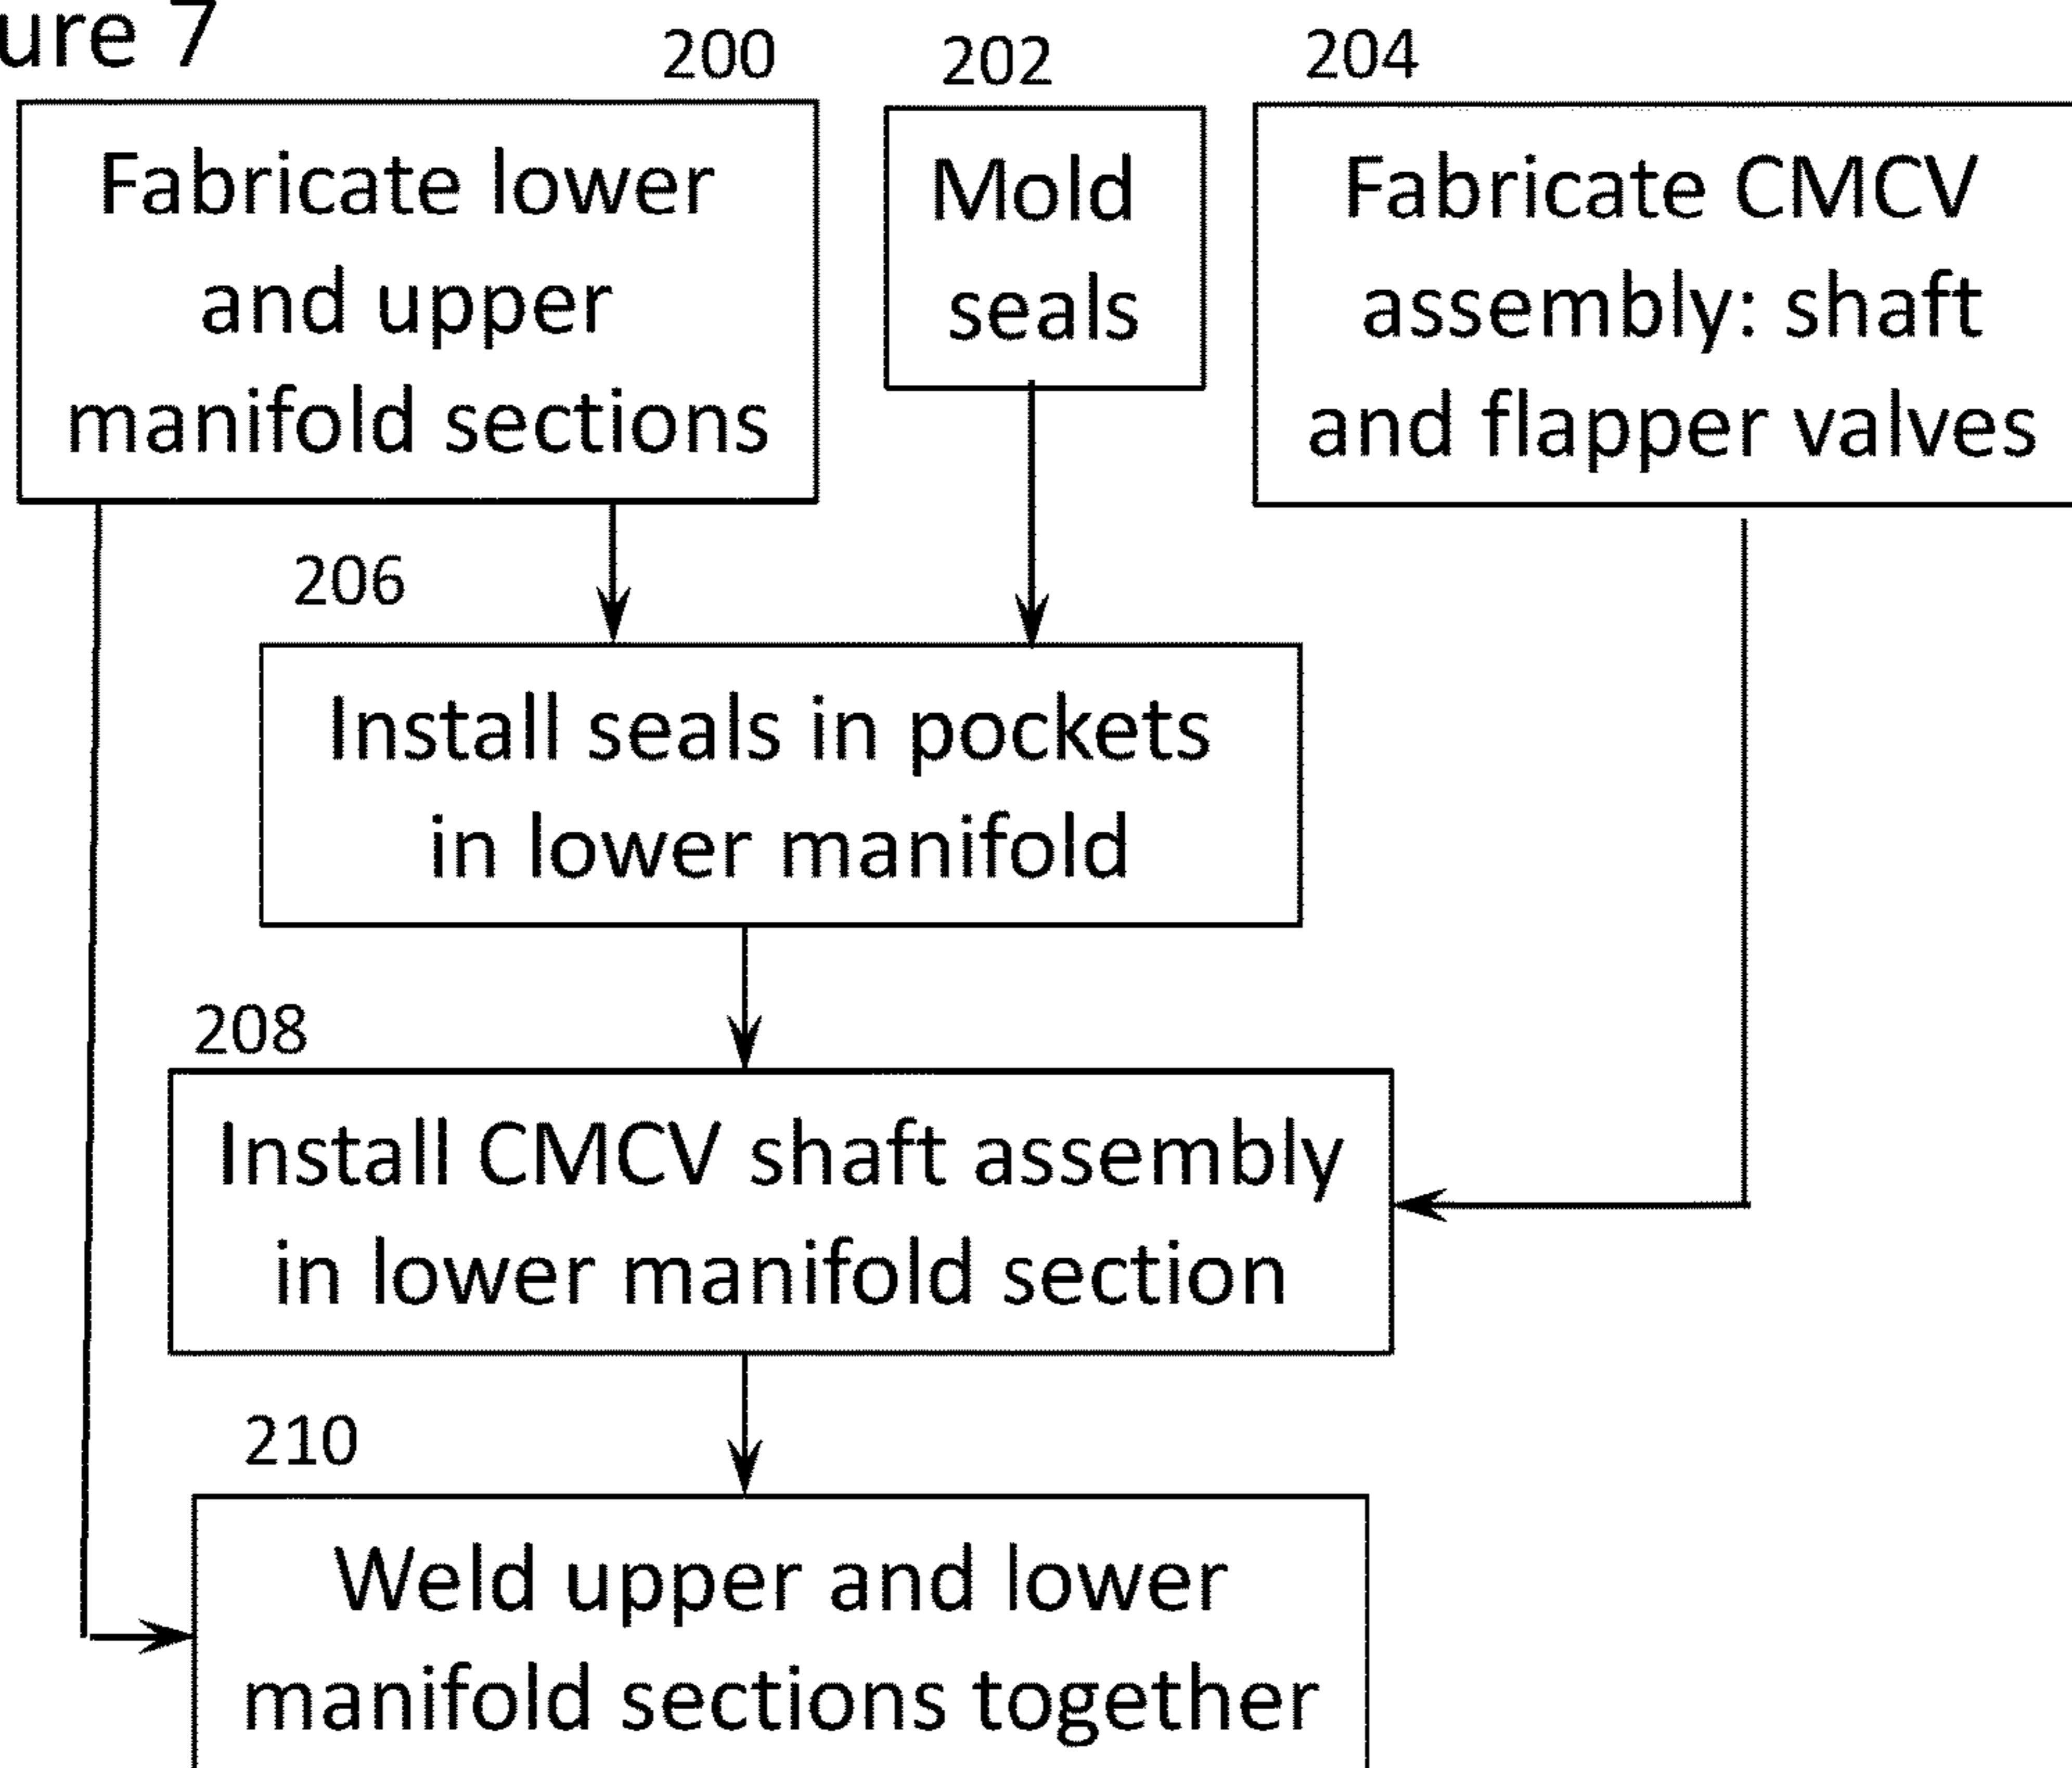 ure 7
200
Fabricate lower
and upper
manifold sections
202
Mold
seals
204
Fabricate CMCV
assembly: shaft
and flapper valves
206
Install seals in pockets
in lower manifold
208
Install CMCV shaft assembly
in lower manifold section
210
Weld upper and lower
manifold sections together